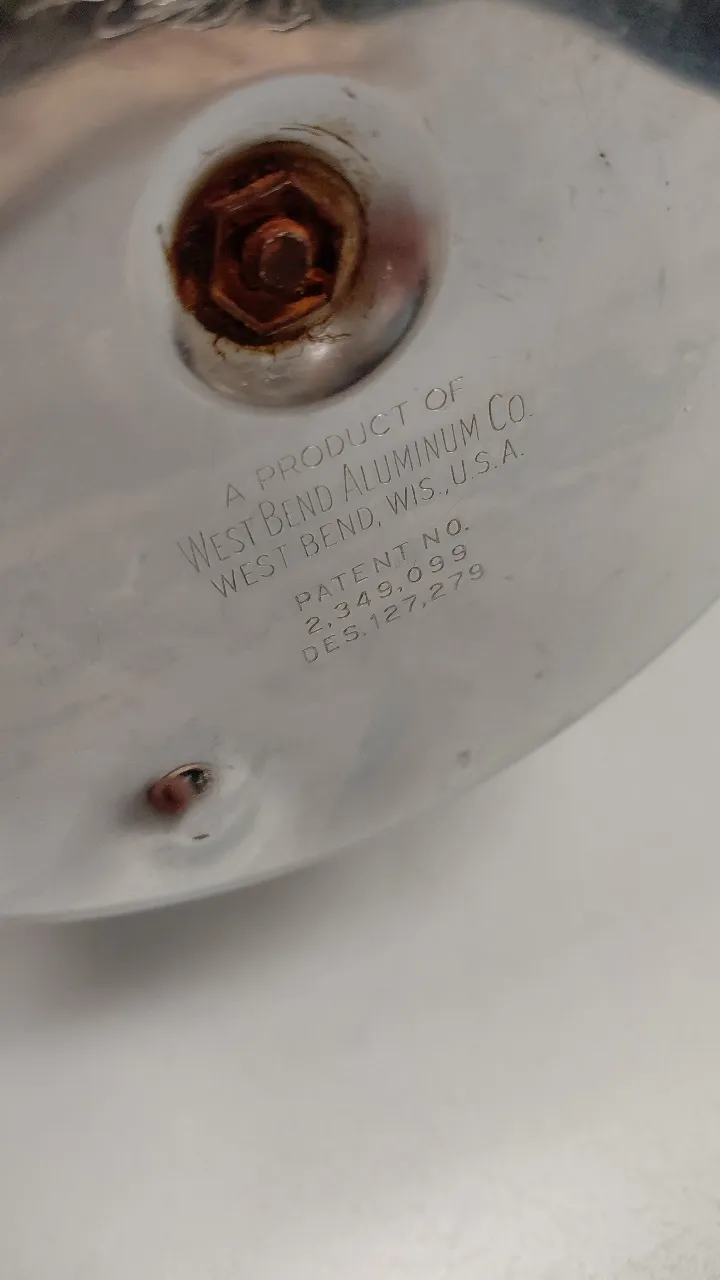 A PRODUCT OF
WEST BEND ALUMINUM CO.
WEST BEND, WIS., U.S.A.
PATENT NO.
2,349,099
DES.127,279